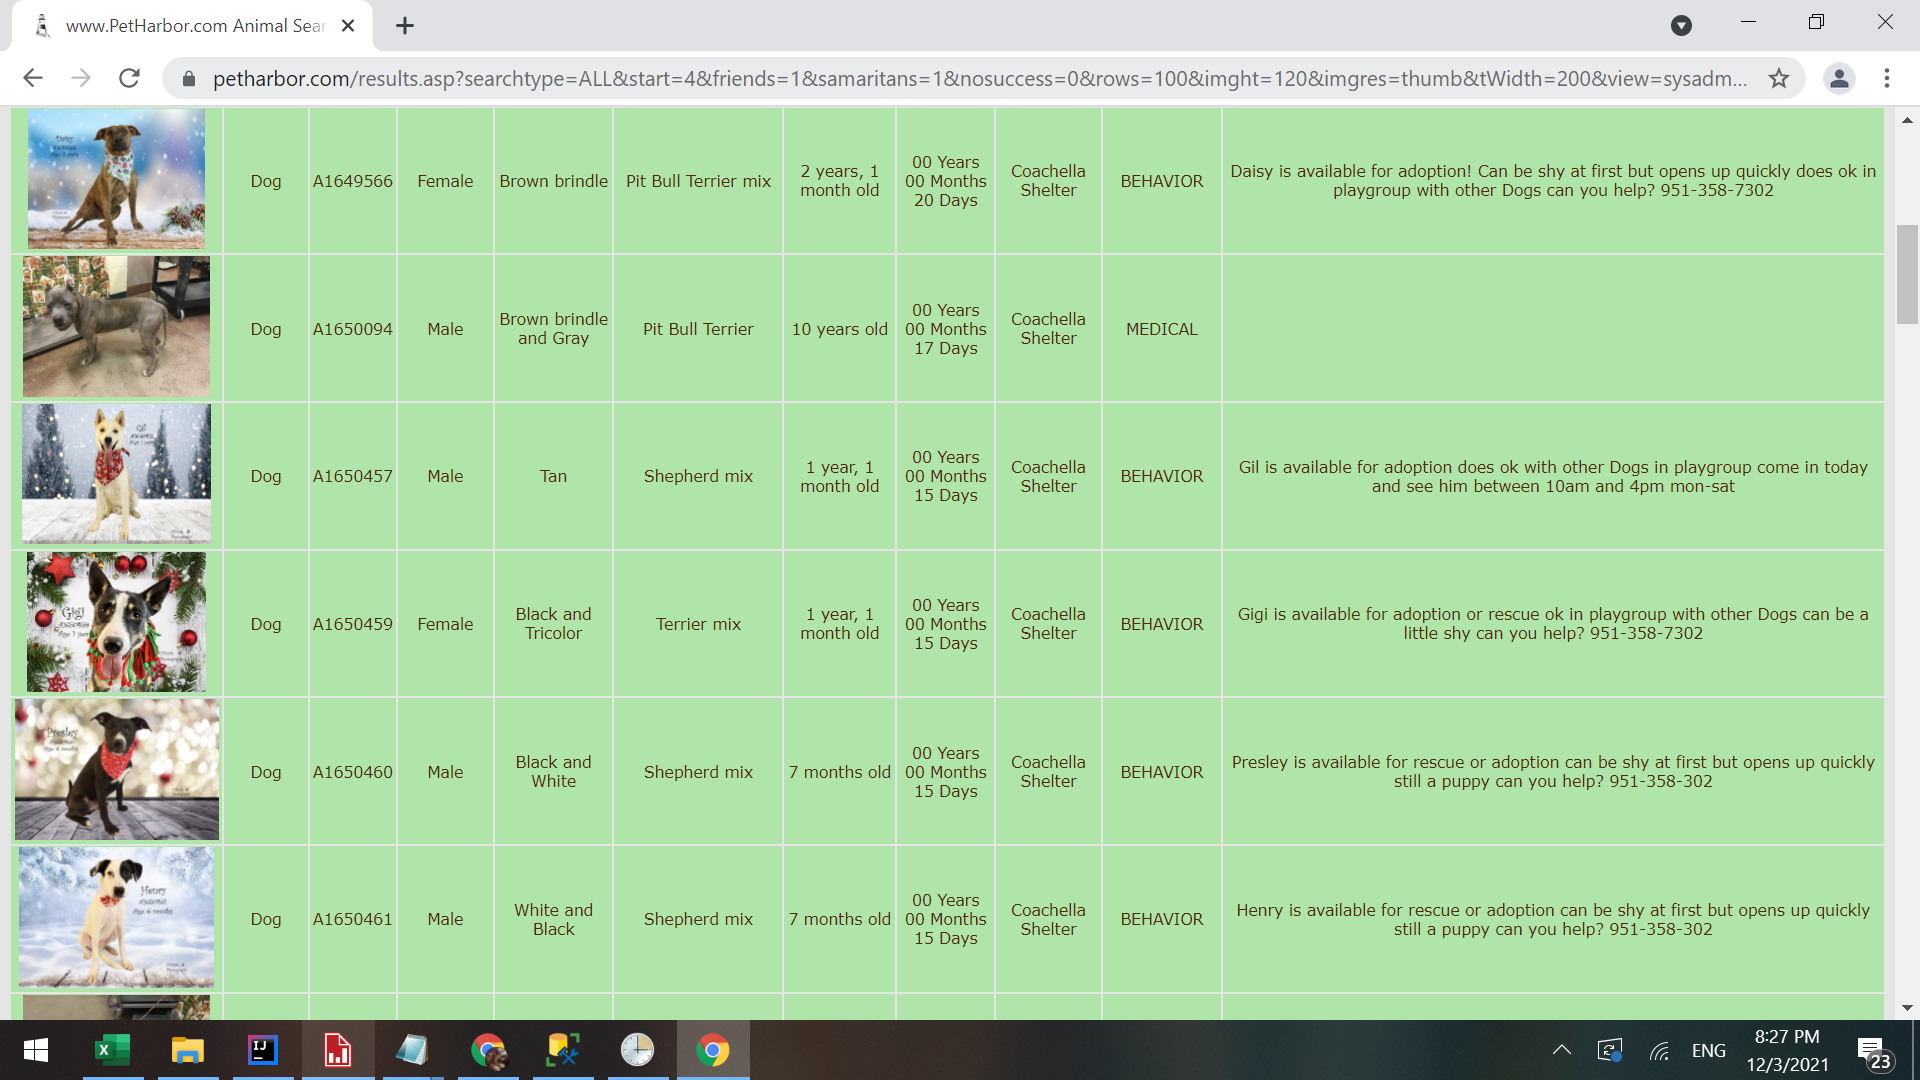 www.PetHarbor.com Animal Sear
petharbor.com/results.asp?searchtype=ALL&start=4&friends=1&samaritans=1&nosuccess=0&rows=100&imght=120&imgres=thumb&tWidth=200&view=sysadm...
Daisy
Dog
A1649566
Female
Brown brindle
Pit Bull Terrier mix
2 years, 1
month old
00 Years
00 Months
20 Days
Coachella
Shelter
BEHAVIOR
Daisy is available for adoption! Can be shy at first but opens up quickly does ok in
playgroup with other Dogs can you help? 951-358-7302
Dog
A1650094
Male
Brown brindle
and Gray
Pit Bull Terrier
10 years old
00 Years
00 Months
17 Days
Coachella
Shelter
MEDICAL
Gil
Dog
A1650457
Male
Tan
Shepherd mix
1 year, 1
month old
00 Years
00 Months
15 Days
Coachella
Shelter
BEHAVIOR
Gil is available for adoption does ok with other Dogs in playgroup come in today
and see him between 10am and 4pm mon-sat
Gigi
Dog
A1650459
Female
Black and
Tricolor
Terrier mix
1 year, 1
month old
00 Years
00 Months
15 Days
Coachella
Shelter
BEHAVIOR
Gigi is available for adoption or rescue ok in playgroup with other Dogs can be a
little shy can you help? 951-358-7302
Presley
Age: 6 months
Dog
A1650460
Male
Black and
White
Shepherd mix
7 months old
00 Years
00 Months
15 Days
Coachella
Shelter
BEHAVIOR
Presley is available for rescue or adoption can be shy at first but opens up quickly
still a puppy can you help? 951-358-302
Henry
Age: 6 months
Dog
A1650461
Male
White and
Black
Shepherd mix
7 months old
00 Years
00 Months
15 Days
Coachella
Shelter
BEHAVIOR
Henry is available for rescue or adoption can be shy at first but opens up quickly
still a puppy can you help? 951-358-302
ENG
8:27 PM
12/3/2021
23